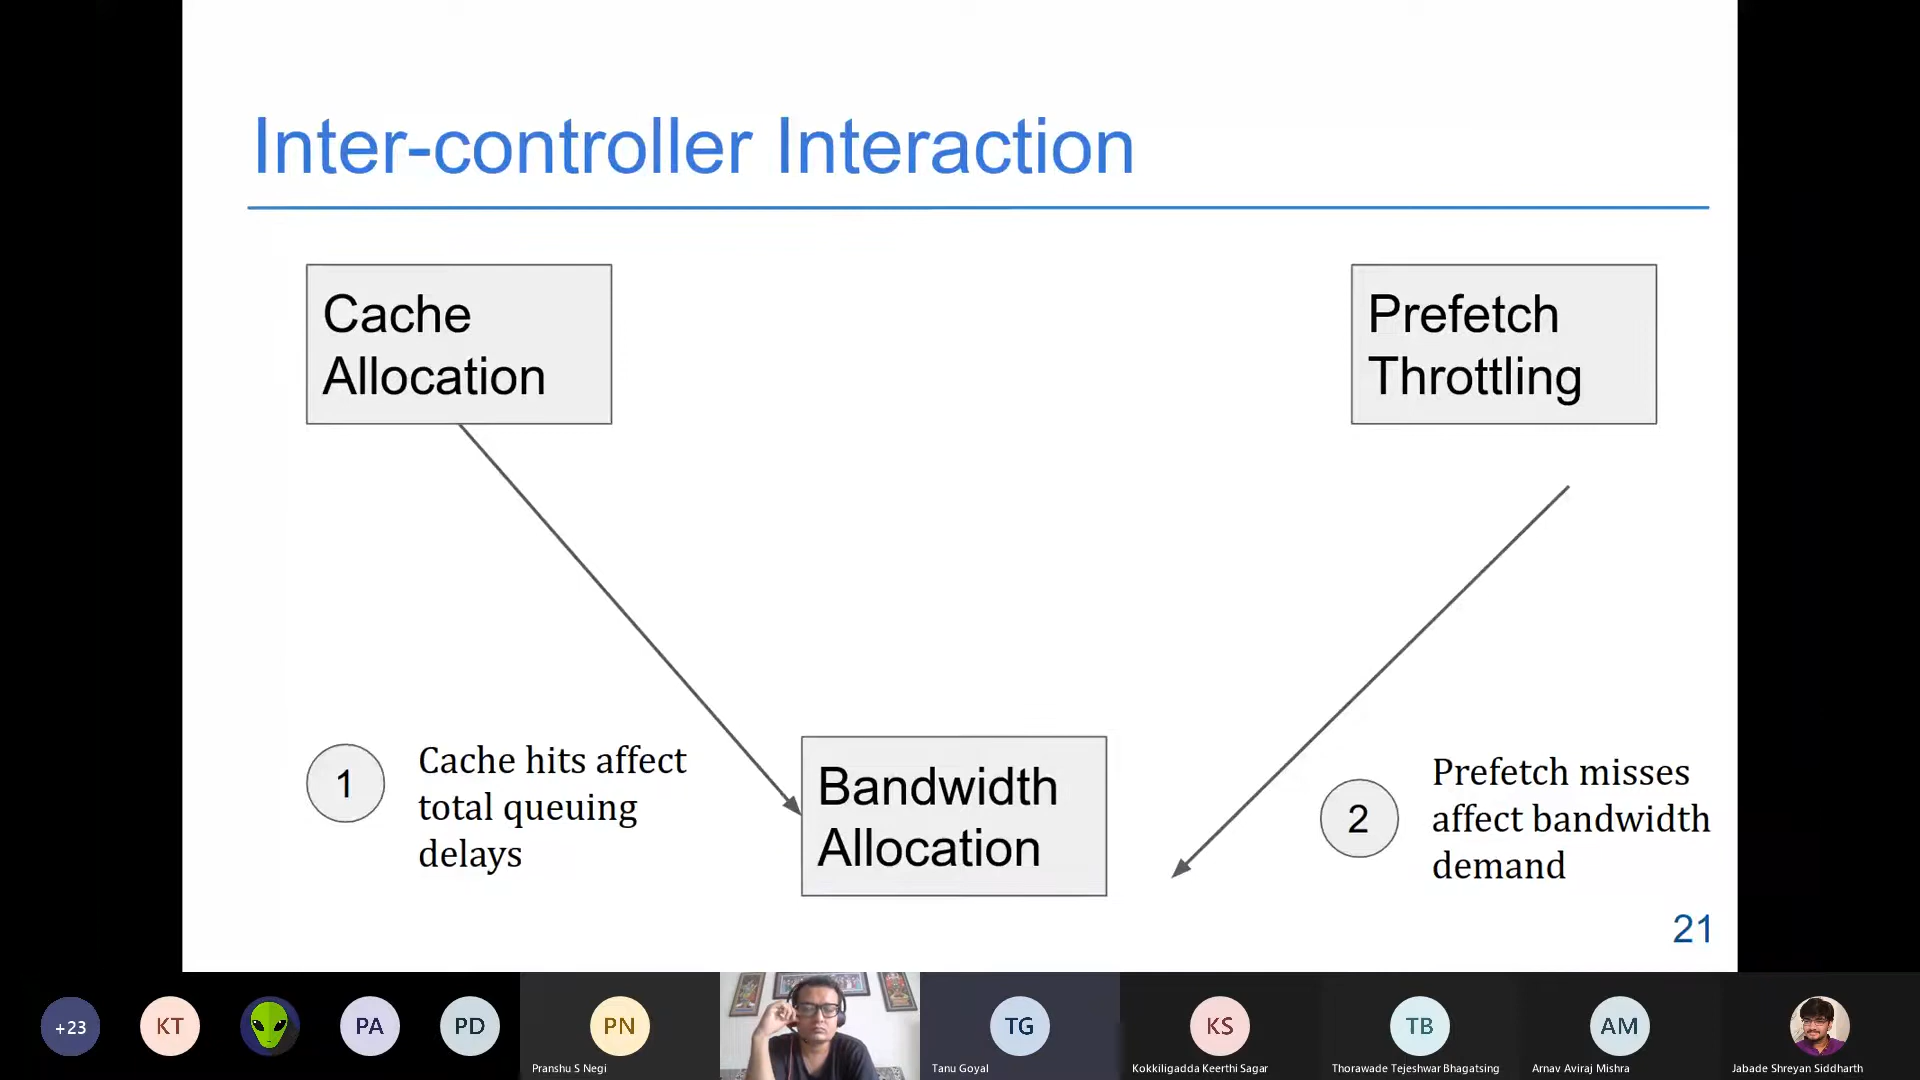 Inter-controller Interaction
Cache
Allocation
Prefetch
Throttling
1
Cache hits affect
total queuing
delays
Bandwidth
Allocation
2
Prefetch misses
affect bandwidth
demand
21
+23
KT
PA
PD
PN
Pranshu S Negi
TG
Tanu Goyal
KS
Kokkiligadda Keerthi Sagar
TB
Thorawade Tejeshwar Bhagatsing
AM
Arnav Aviraj Mishra
Jabade Shreyan Siddharth